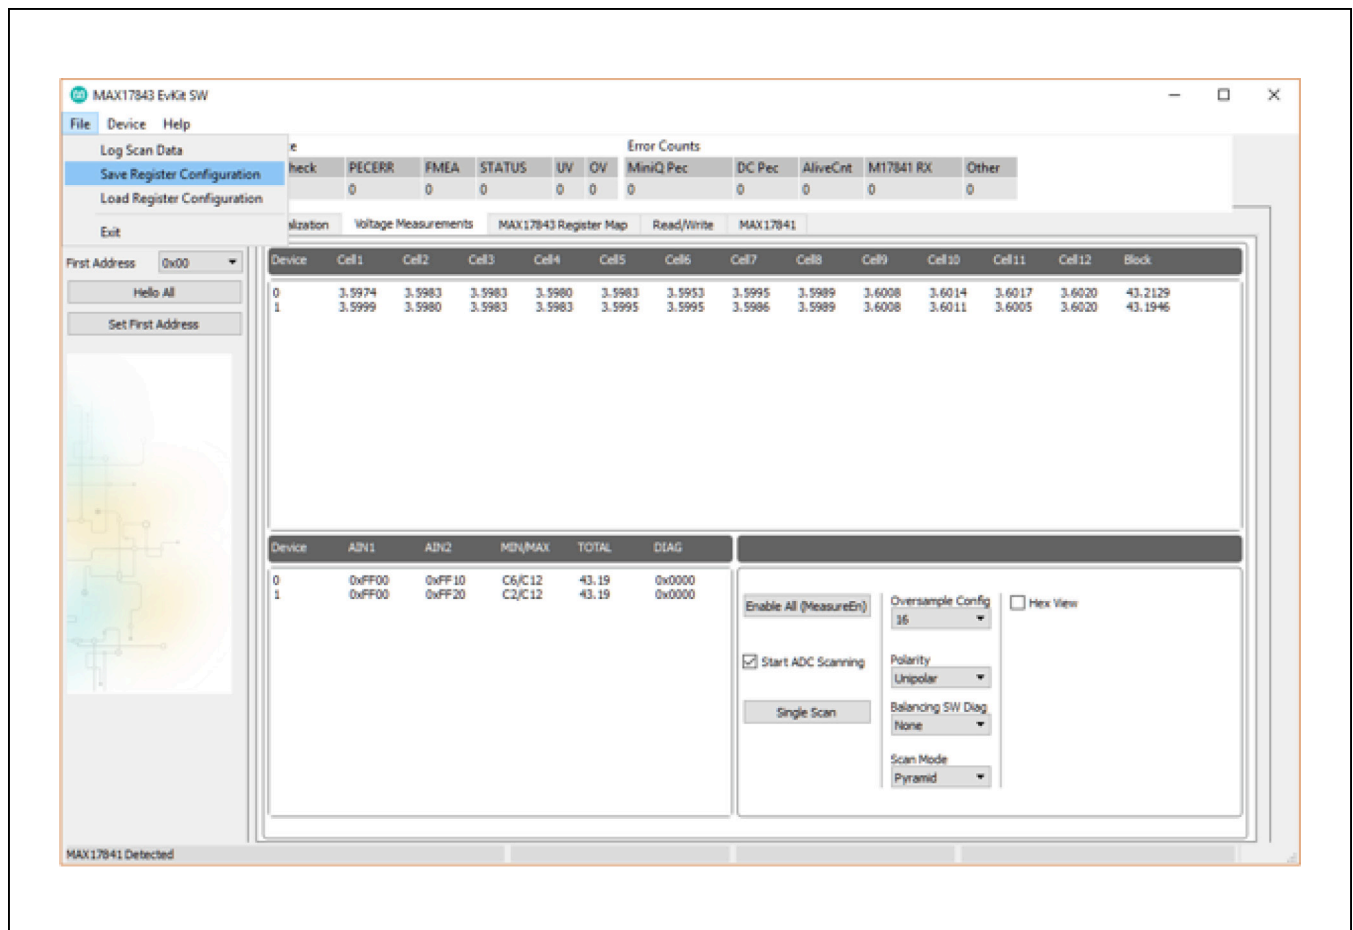 MAX17843 EvKit SW
File Device Help
Log Scan Data
Save Register Configuration
Load Register Configuration
Exit
Error Counts
heck PECERR FMEA STATUS UV OV MiniQ Pec DC Pec AliveCnt M17841 RX Other
0 0 0 0 0 0 0 0 0 0
alization Voltage Measurements MAX17843 Register Map Read/Write MAX17841
First Address 0x00
Hello All
Set First Address
Device Cell1 Cell2 Cell3 Cell4 Cell5 Cell6 Cell7 Cell8 Cell9 Cell10 Cell11 Cell12 Block
0 3.5974 3.5983 3.5983 3.5980 3.5983 3.5953 3.5995 3.5989 3.6008 3.6014 3.6017 3.6020 43.2129
1 3.5999 3.5980 3.5983 3.5983 3.5995 3.5995 3.5986 3.5989 3.6008 3.6011 3.6005 3.6020 43.1946
Device AIN1 AIN2 MIN/MAX TOTAL DIAG
0 0xFF00 0xFF10 C6/C12 43.19 0x0000
1 0xFF00 0xFF20 C2/C12 43.19 0x0000
Enable All (MeasureEn)
Start ADC Scanning
Single Scan
Oversample Config
16
Polarity
Unipolar
Balancing SW Diag
None
Scan Mode
Pyramid
Hex View
MAX17841 Detected